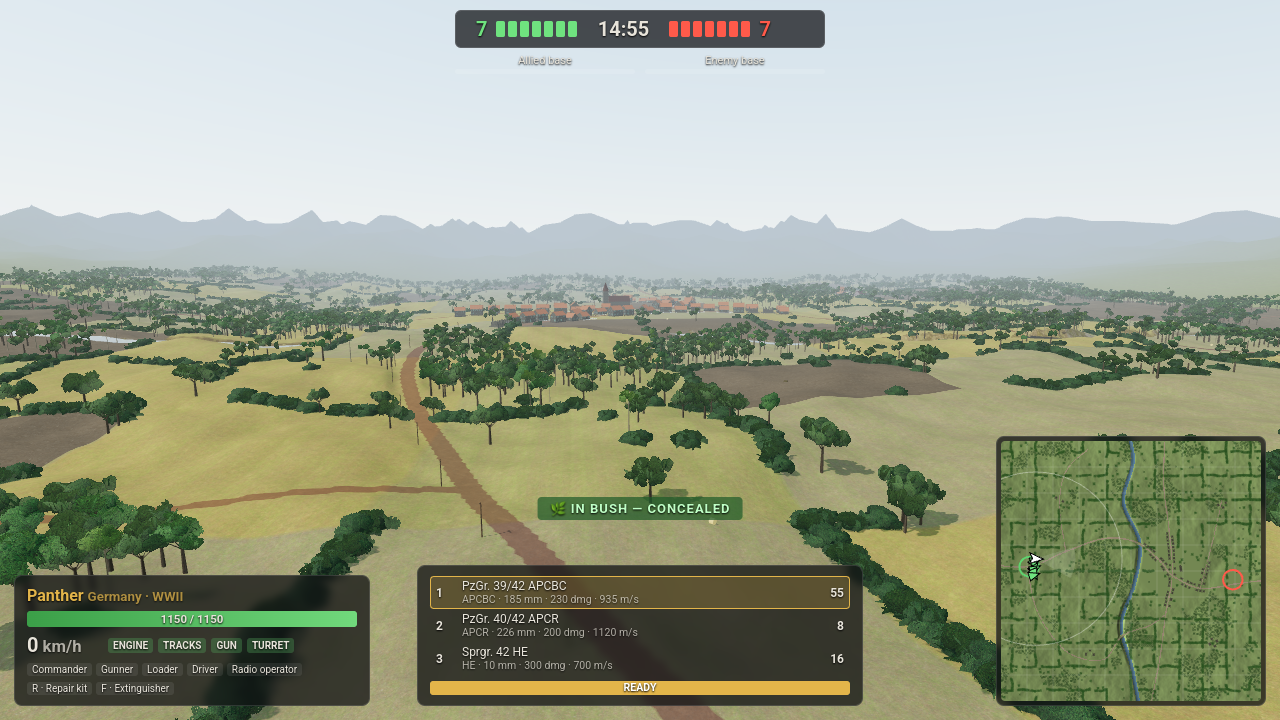 7 14:55 7
Allied base Enemy base
IN BUSH — CONCEALED
Panther Germany · WWII
1150 / 1150
0 km/h ENGINE TRACKS GUN TURRET
Commander Gunner Loader Driver Radio operator
R · Repair kit F · Extinguisher
1 PzGr. 39/42 APCBC 55
APCBC · 185 mm · 230 dmg · 935 m/s
2 PzGr. 40/42 APCR 8
APCR · 226 mm · 200 dmg · 1120 m/s
3 Sprgr. 42 HE 16
HE · 10 mm · 300 dmg · 700 m/s
READY